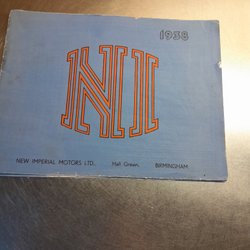 1938
NI
NEW IMPERIAL MOTORS LTD., Hall Green, BIRMINGHAM